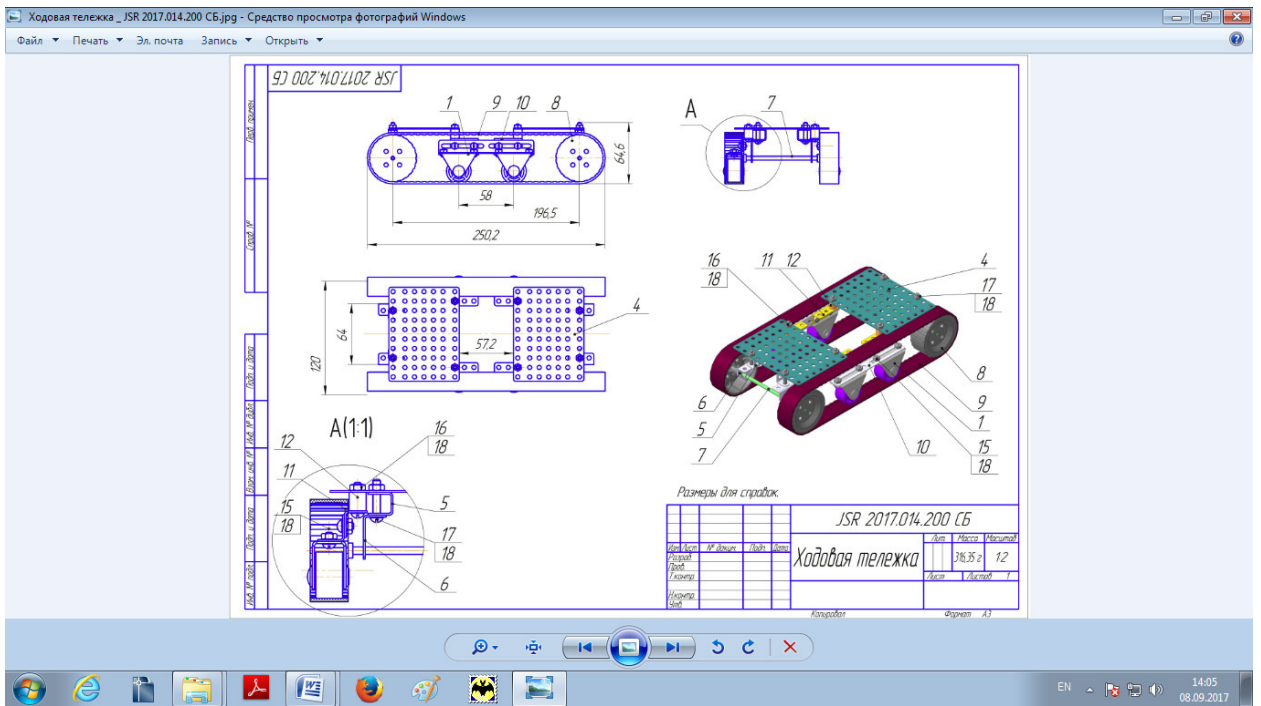 Ходовая тележка _ JSR 2017.014.200 СБ.jpg - Средство просмотра фотографий Windows
Файл Печать Эл. почта Запись Открыть
JSR 2017.014.200 СБ
1 9 10 8
64,6
58
196,5
250,2
A 7
Перв. примен.
Справ. №
4
64
120
57,2
16 11 12 4
18 17
18
8
6 9
5 1
7 10 15
18
A(1:1)
12 16
18
11
15 5
18 17
18
6
Подп. и дата
Инв. № дубл.
Взам. инв. №
Подп. и дата
Инв. № подл.
Размеры для справок.
JSR 2017.014.200 СБ
Ходовая тележка
Лит. Масса Масштаб
316,35 г 1:2
Лист Листов 1
Изм. Лист № докум. Подп. Дата
Разраб.
Пров.
Т.контр.
Н.контр.
Утв.
Копировал Формат А3
EN
14:05
08.09.2017